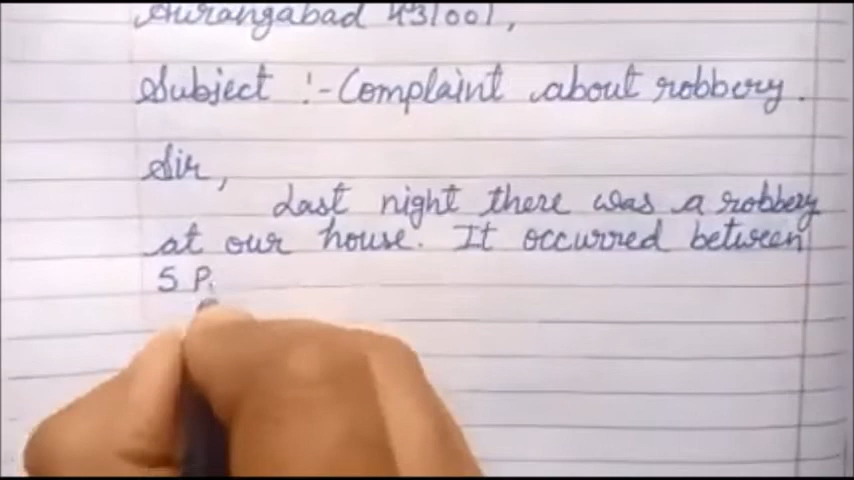 Aurangabad 431001,
Subject :- Complaint about robbery.
Sir,
Last night there was a robbery
at our house. It occurred between
5 P.